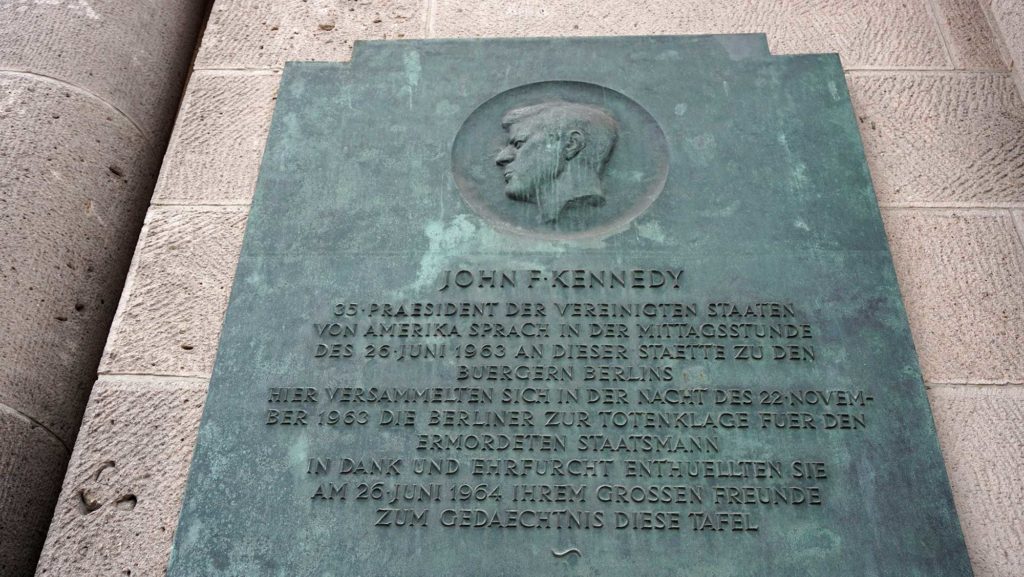 JOHN F·KENNEDY
35·PRAESIDENT DER VEREINIGTEN STAATEN
VON AMERIKA SPRACH IN DER MITTAGSSTUNDE
DES 26·JUNI 1963 AN DIESER STAETTE ZU DEN
BUERGERN BERLINS
HIER VERSAMMELTEN SICH IN DER NACHT DES 22·NOVEM-
BER 1963 DIE BERLINER ZUR TOTENKLAGE FUER DEN
ERMORDETEN STAATSMANN
IN DANK UND EHRFURCHT ENTHUELLTEN SIE
AM 26·JUNI 1964 IHREM GROSSEN FREUNDE
ZUM GEDAECHTNIS DIESE TAFEL